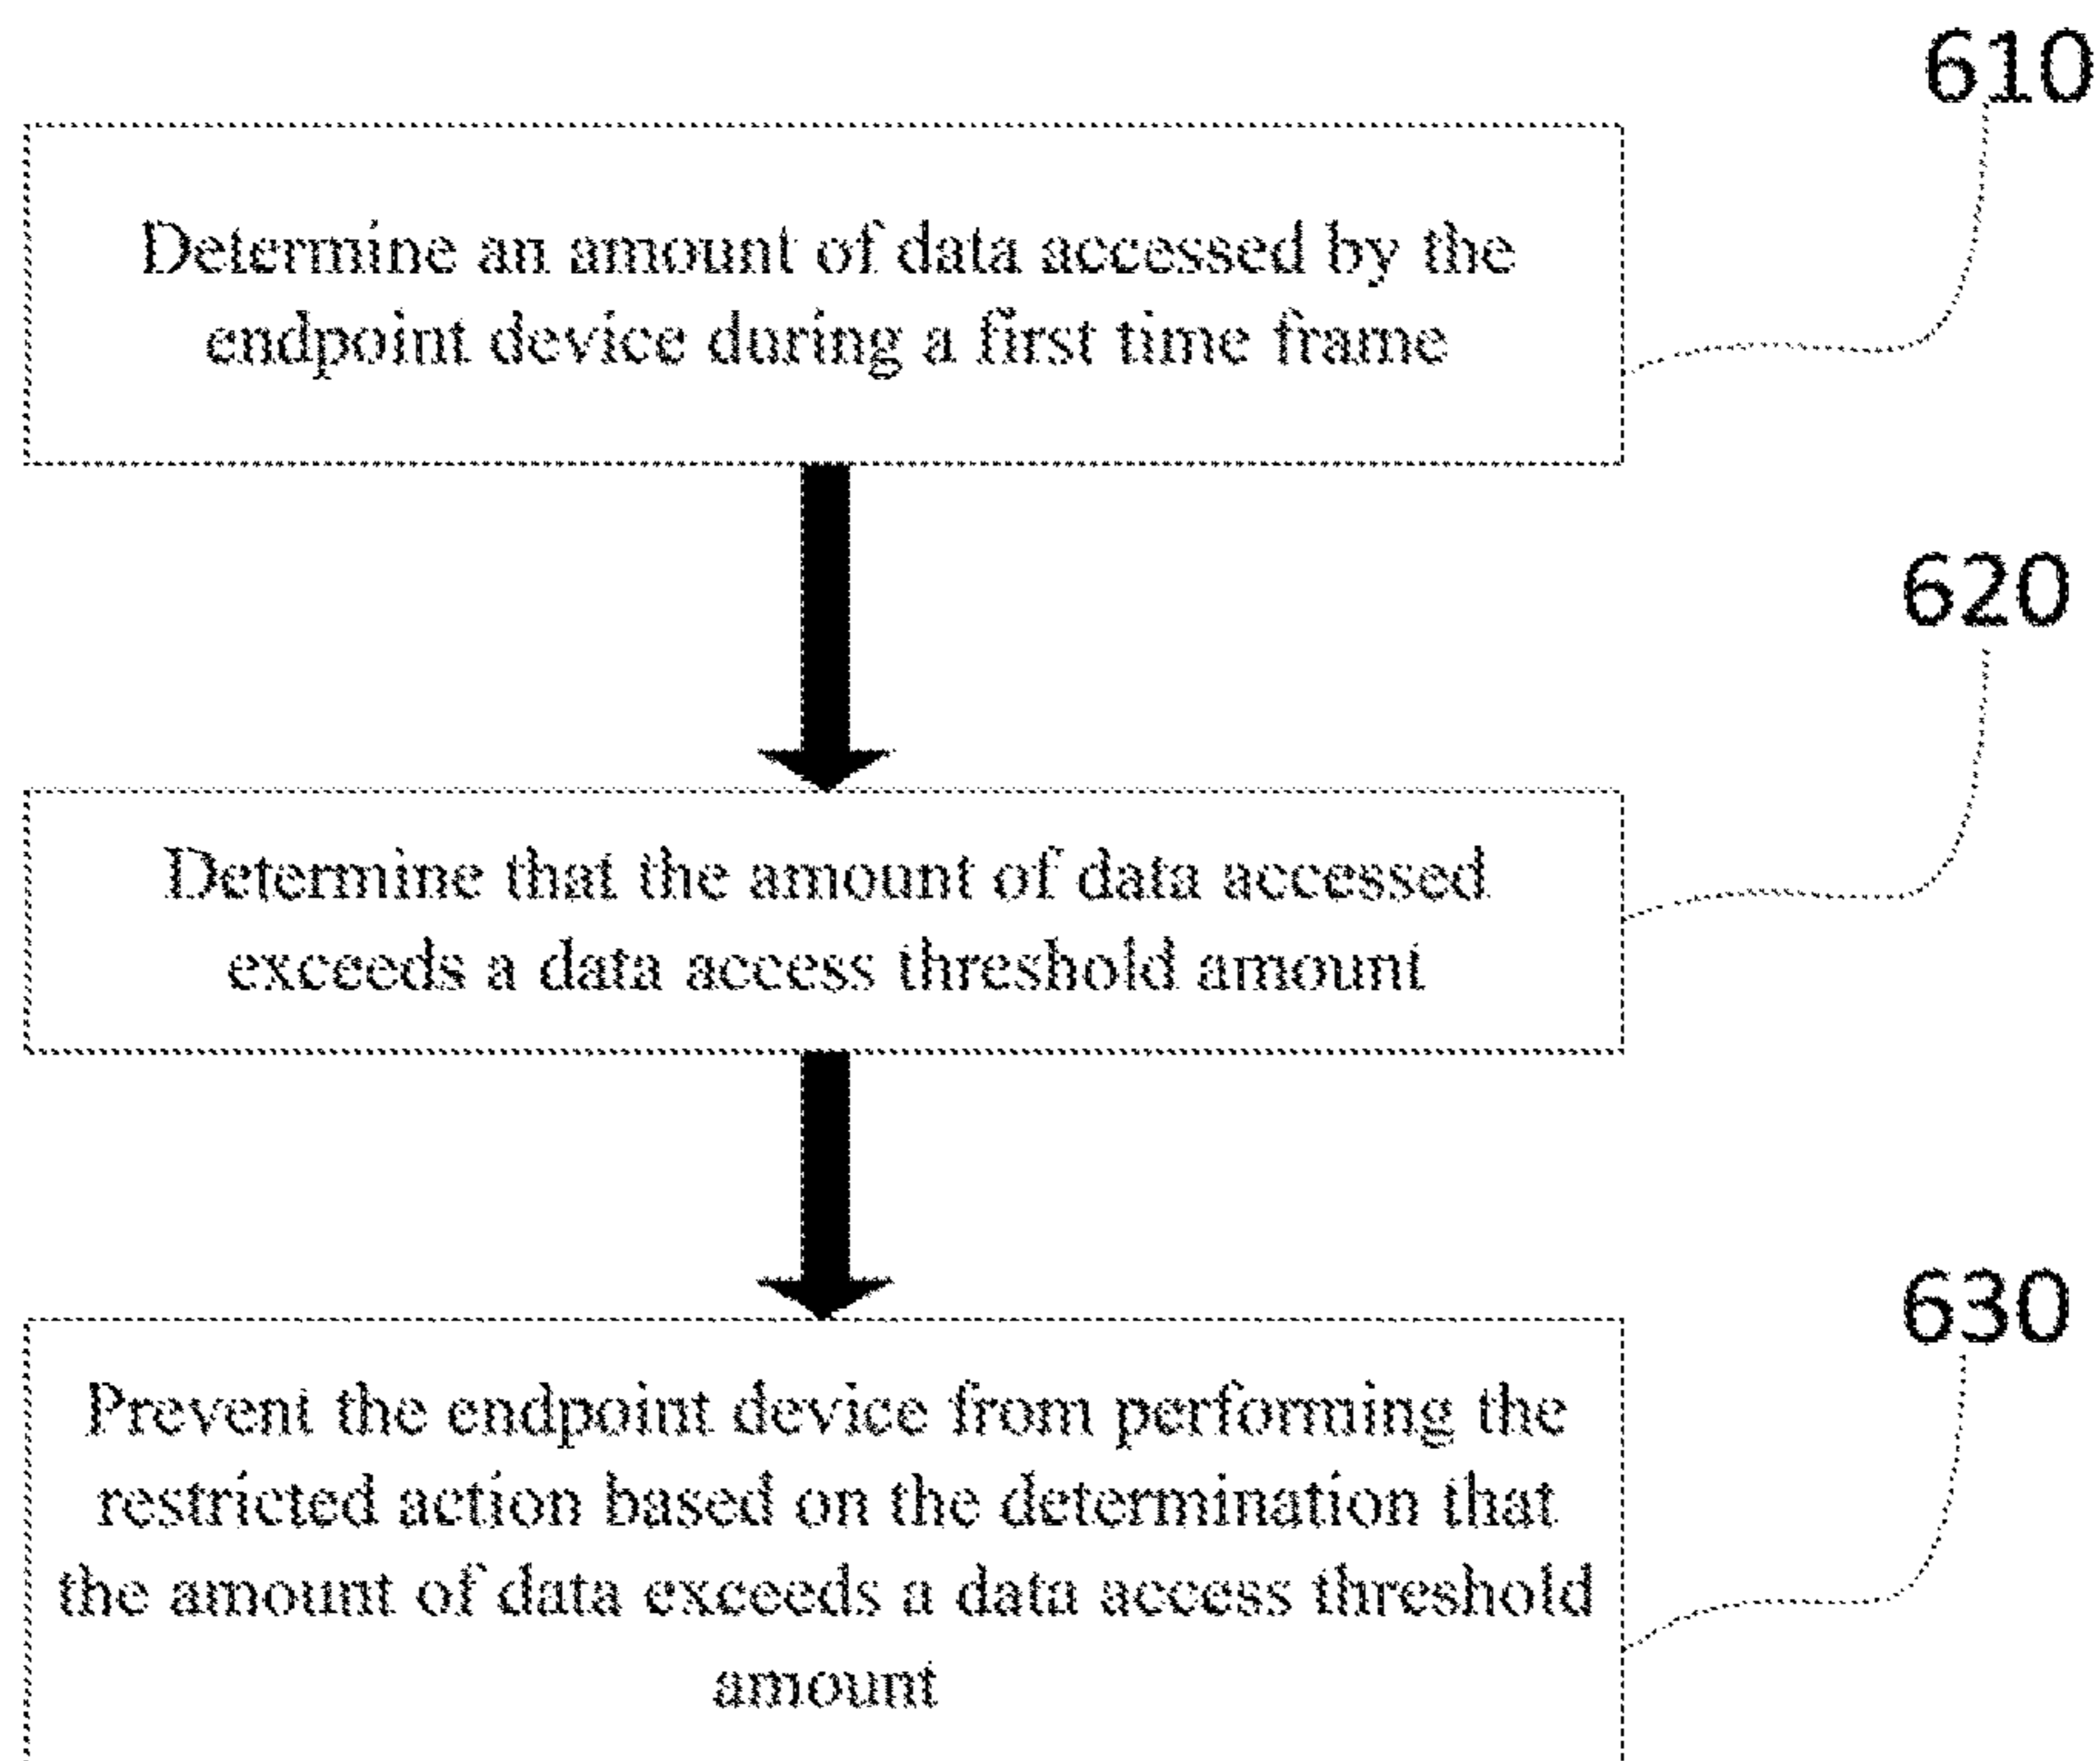 610
Determine an amount of data accessed by the
endpoint device during a first time frame
620
Determine that the amount of data accessed
exceeds a data access threshold amount
630
Prevent the endpoint device from performing the
restricted action based on the determination that
the amount of data exceeds a data access threshold
amount